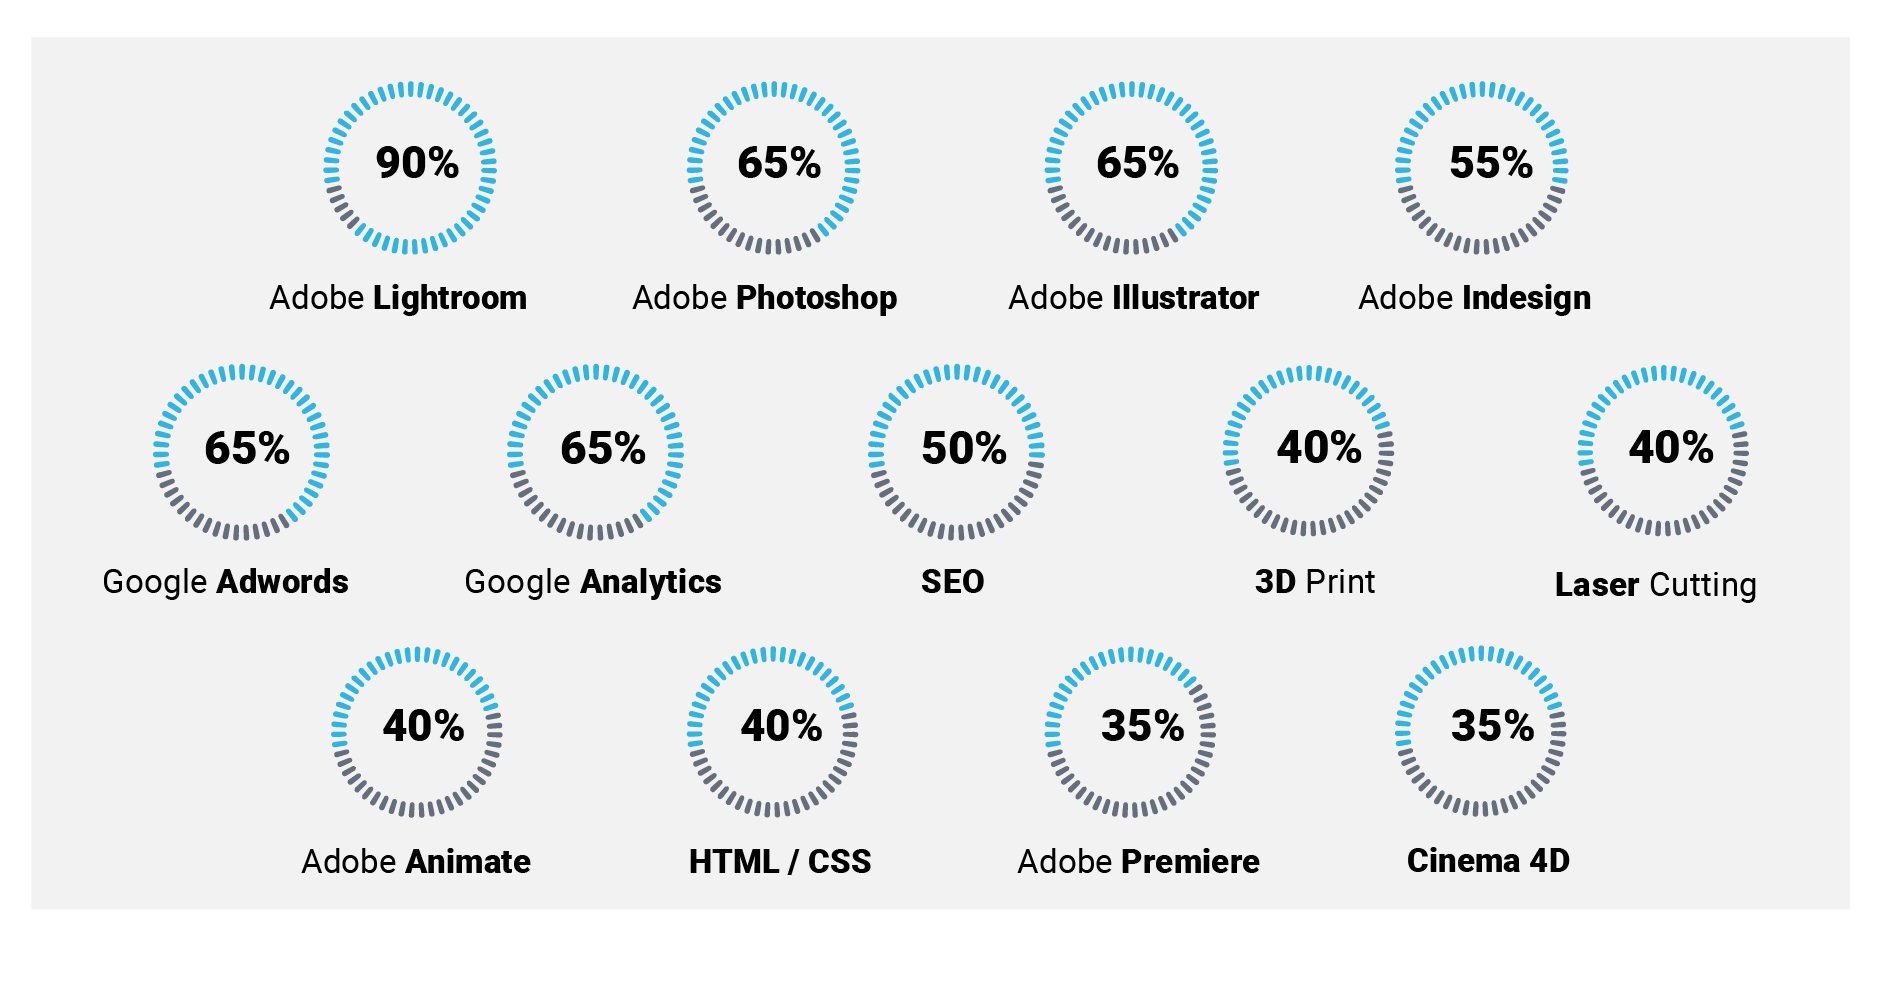 90%
65%
65%
55%
Adobe Lightroom
Adobe Photoshop
Adobe Illustrator
Adobe Indesign
65%
65%
50%
40%
40%
Google Adwords
Google Analytics
SEO
3D Print
Laser Cutting
40%
40%
35%
35%
Adobe Animate
HTML / CSS
Adobe Premiere
Cinema 4D